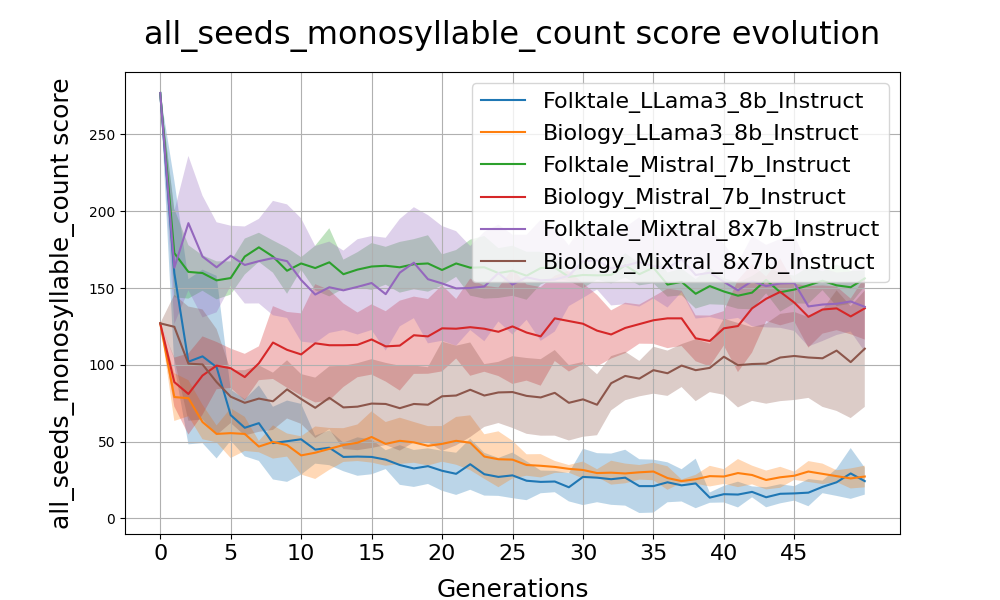 all_seeds_monosyllable_count score evolution
all_seeds_monosyllable_count score
250
200
150
100
50
0
Folktale_LLama3_8b_Instruct
Biology_LLama3_8b_Instruct
Folktale_Mistral_7b_Instruct
Biology_Mistral_7b_Instruct
Folktale_Mixtral_8x7b_Instruct
Biology_Mixtral_8x7b_Instruct
0 5 10 15 20 25 30 35 40 45
Generations